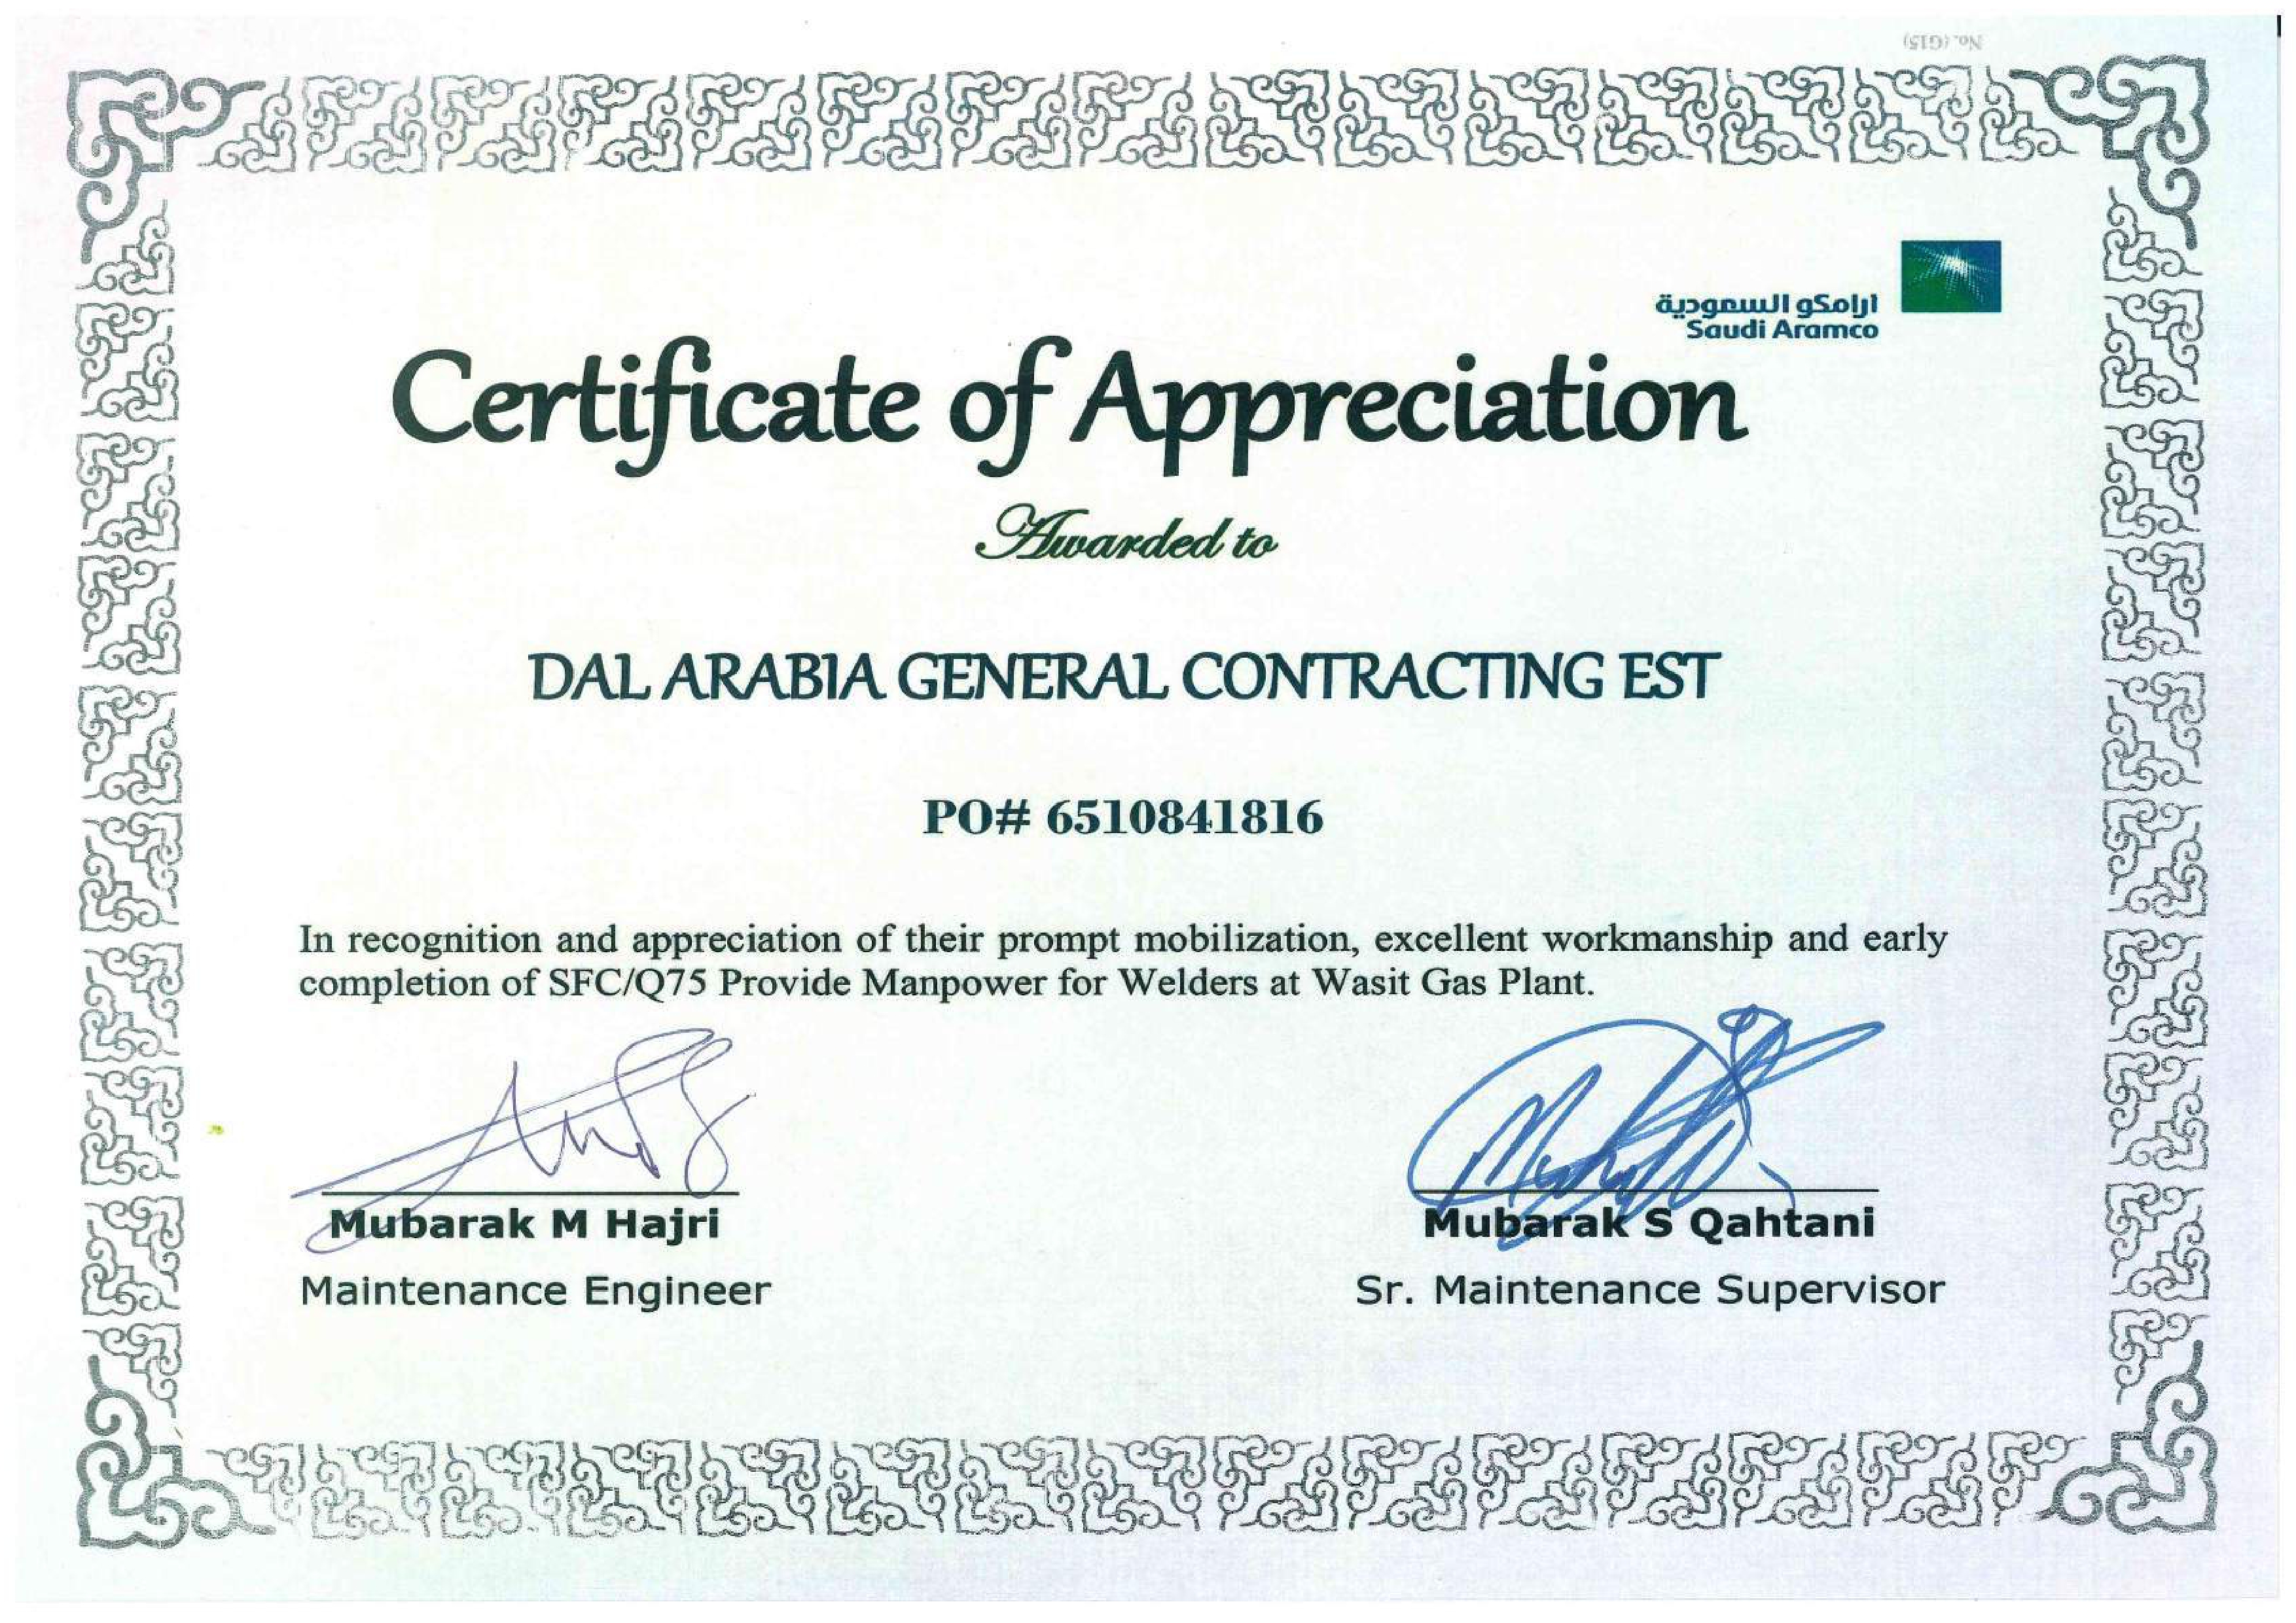 No. (G15)
ارامكو السعودية
Saudi Aramco
Certificate of Appreciation
Awarded to
DAL ARABIA GENERAL CONTRACTING EST
PO# 6510841816
In recognition and appreciation of their prompt mobilization, excellent workmanship and early
completion of SFC/Q75 Provide Manpower for Welders at Wasit Gas Plant.
Mubarak M Hajri
Mubarak S Qahtani
Maintenance Engineer
Sr. Maintenance Supervisor